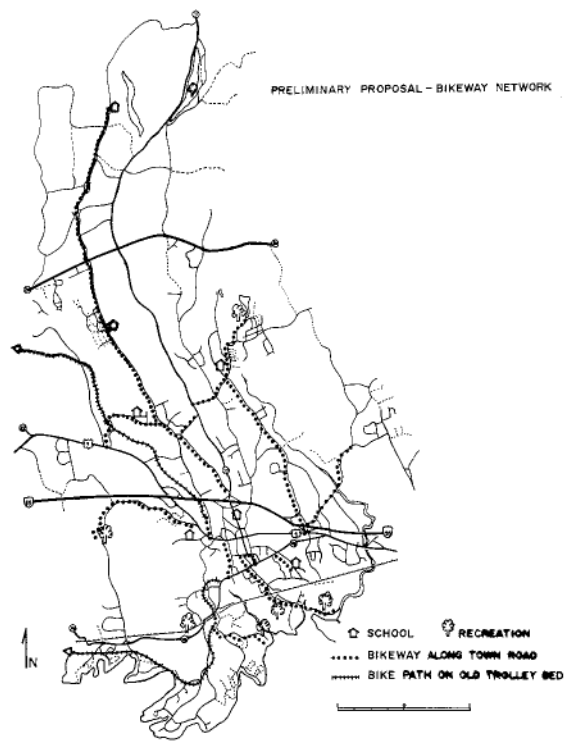 PRELIMINARY PROPOSAL - BIKEWAY NETWORK
SCHOOL
RECREATION
BIKEWAY ALONG TOWN ROAD
BIKE PATH ON OLD TROLLEY BED
N